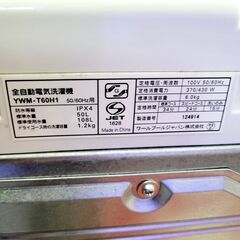 全自動電気洗濯機
YWM-T60H1 50/60Hz用
防水等級 IPX4
標準水量 50L
標準使用水量 108L
ドライコース時の洗濯容量 1.2kg
JET
1628
Made in China
定格電圧・周波数 100V 50/60Hz
定格消費電力 370/430 W
標準洗濯容量 6.0kg
製造番号 124914
ワールプールジャパン株式会社